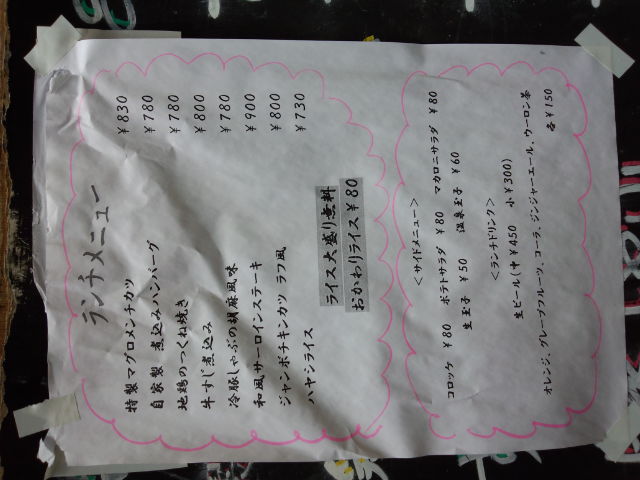 ランチメニュー
特製マグロメンチカツ ￥830
自家製 煮込みハンバーグ ￥780
地鶏のつくね焼き ￥780
牛すじ煮込み ￥800
冷豚しゃぶの胡麻風味 ￥780
和風サーロインステーキ ￥900
ジャンボチキンカツ ラフ風 ￥800
ハヤシライス ￥730
ライス大盛り無料
おかわりライス￥80
＜サイドメニュー＞
コロッケ ￥80 ポテトサラダ ￥80 マカロニサラダ ￥80
生玉子 ￥50 温泉玉子 ￥60
＜ランチドリンク＞
生ビール(中 ￥450 小 ￥300)
オレンジ、グレープフルーツ、コーラ、ジンジャーエール、ウーロン茶
各￥150